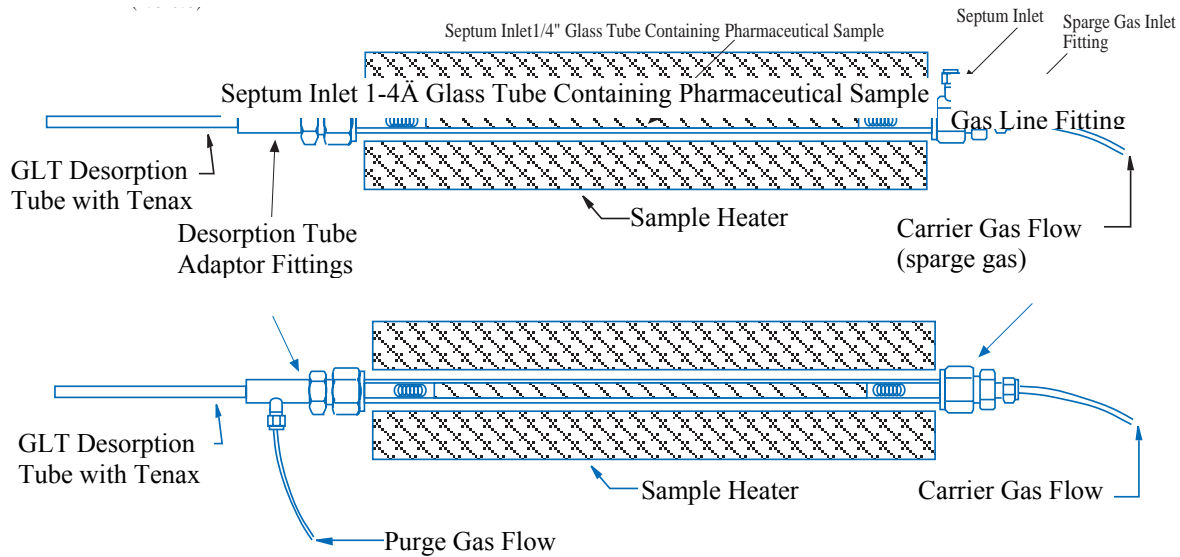 Septum Inlet
Sparge Gas Inlet
Fitting
Septum Inlet1/4" Glass Tube Containing Pharmaceutical Sample
Septum Inlet 1-4Ä Glass Tube Containing Pharmaceutical Sample
Gas Line Fitting
GLT Desorption
Tube with Tenax
Desorption Tube
Adaptor Fittings
Sample Heater
Carrier Gas Flow
(sparge gas)
GLT Desorption
Tube with Tenax
Sample Heater
Carrier Gas Flow
Purge Gas Flow